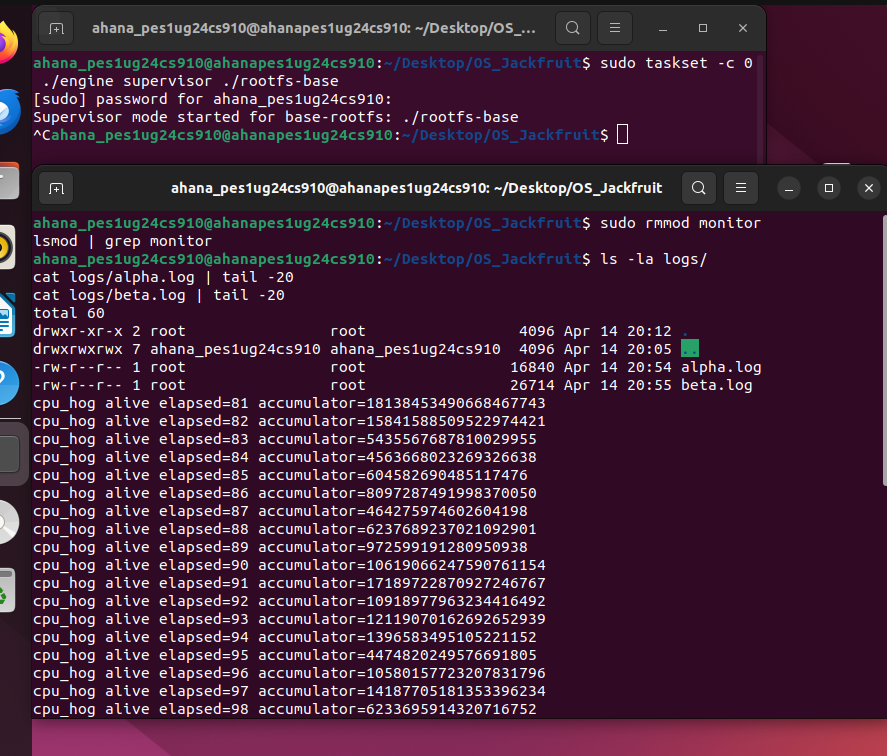 ahana_pes1ug24cs910@ahanapes1ug24cs910: ~/Desktop/OS_...
ahana_pes1ug24cs910@ahanapes1ug24cs910:~/Desktop/OS_Jackfruit$ sudo taskset -c 0
 ./engine supervisor ./rootfs-base
[sudo] password for ahana_pes1ug24cs910:
Supervisor mode started for base-rootfs: ./rootfs-base
^Cahana_pes1ug24cs910@ahanapes1ug24cs910:~/Desktop/OS_Jackfruit$
ahana_pes1ug24cs910@ahanapes1ug24cs910: ~/Desktop/OS_Jackfruit
ahana_pes1ug24cs910@ahanapes1ug24cs910:~/Desktop/OS_Jackfruit$ sudo rmmod monitor
lsmod | grep monitor
ahana_pes1ug24cs910@ahanapes1ug24cs910:~/Desktop/OS_Jackfruit$ ls -la logs/
cat logs/alpha.log | tail -20
cat logs/beta.log | tail -20
total 60
drwxr-xr-x 2 root                root                 4096 Apr 14 20:12 .
drwxrwxrwx 7 ahana_pes1ug24cs910 ahana_pes1ug24cs910  4096 Apr 14 20:05 ..
-rw-r--r-- 1 root                root                16840 Apr 14 20:54 alpha.log
-rw-r--r-- 1 root                root                26714 Apr 14 20:55 beta.log
cpu_hog alive elapsed=81 accumulator=18138453490668467743
cpu_hog alive elapsed=82 accumulator=15841588509522974421
cpu_hog alive elapsed=83 accumulator=5435567687810029955
cpu_hog alive elapsed=84 accumulator=4563668023269326638
cpu_hog alive elapsed=85 accumulator=604582690485117476
cpu_hog alive elapsed=86 accumulator=8097287491998370050
cpu_hog alive elapsed=87 accumulator=464275974602604198
cpu_hog alive elapsed=88 accumulator=6237689237021092901
cpu_hog alive elapsed=89 accumulator=972599191280950938
cpu_hog alive elapsed=90 accumulator=10619066247590761154
cpu_hog alive elapsed=91 accumulator=17189722870927246767
cpu_hog alive elapsed=92 accumulator=10918977963234416492
cpu_hog alive elapsed=93 accumulator=12119070162692652939
cpu_hog alive elapsed=94 accumulator=1396583495105221152
cpu_hog alive elapsed=95 accumulator=4474820249576691805
cpu_hog alive elapsed=96 accumulator=10580157723207831796
cpu_hog alive elapsed=97 accumulator=14187705181353396234
cpu_hog alive elapsed=98 accumulator=6233695914320716752